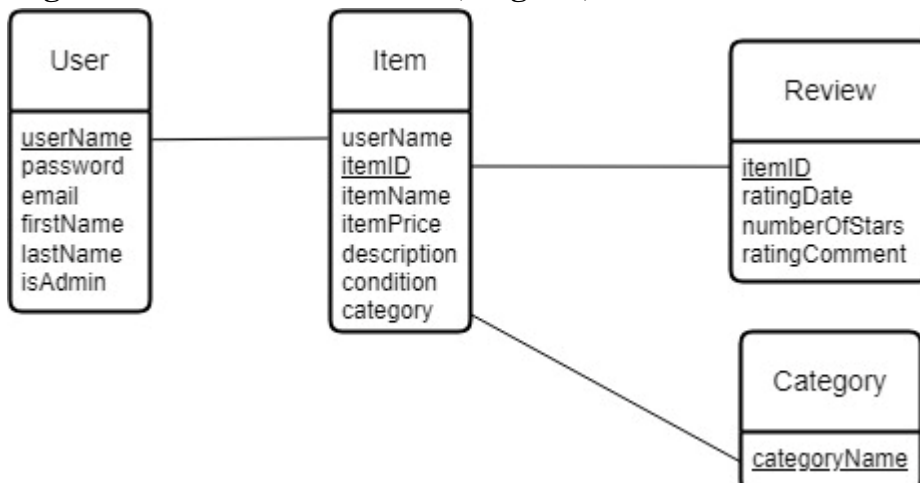 User
userName
password
email
firstName
lastName
isAdmin
Item
userName
itemID
itemName
itemPrice
description
condition
category
Review
itemID
ratingDate
numberOfStars
ratingComment
Category
categoryName